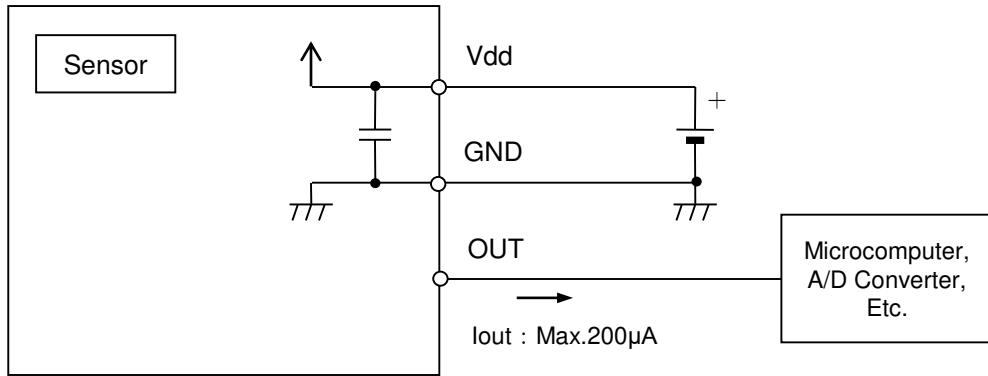 Sensor
Vdd
+
GND
OUT
Microcomputer,
A/D Converter,
Etc.
Iout : Max.200µA